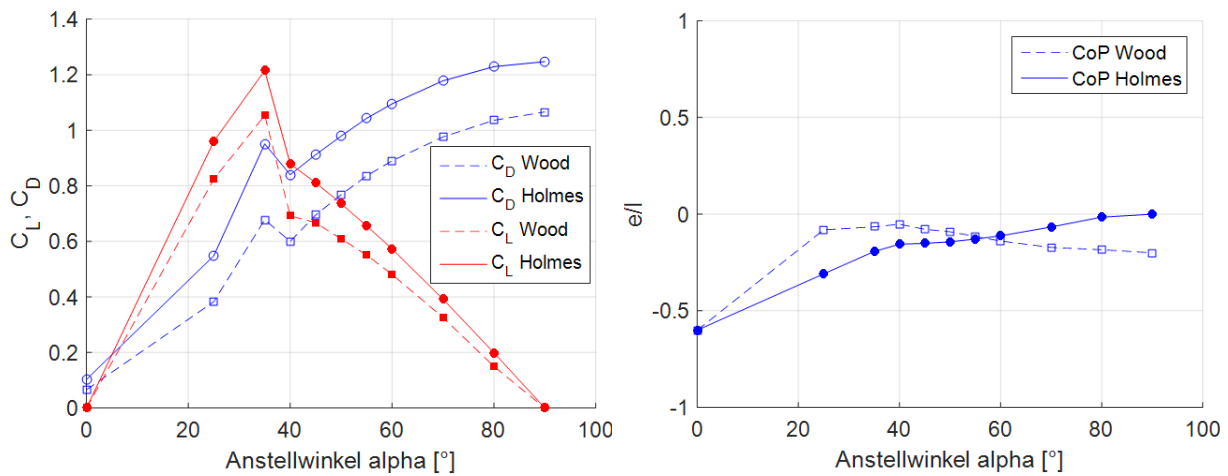 1.4
1.2
1
0.8
0.6
0.4
0.2
0
C_L, C_D
C_D Wood
C_D Holmes
C_L Wood
C_L Holmes
0 20 40 60 80 100
Anstellwinkel alpha [°]
-1
-0.5
0
0.5
1
e/l
CoP Wood
CoP Holmes
0 20 40 60 80 100
Anstellwinkel alpha [°]